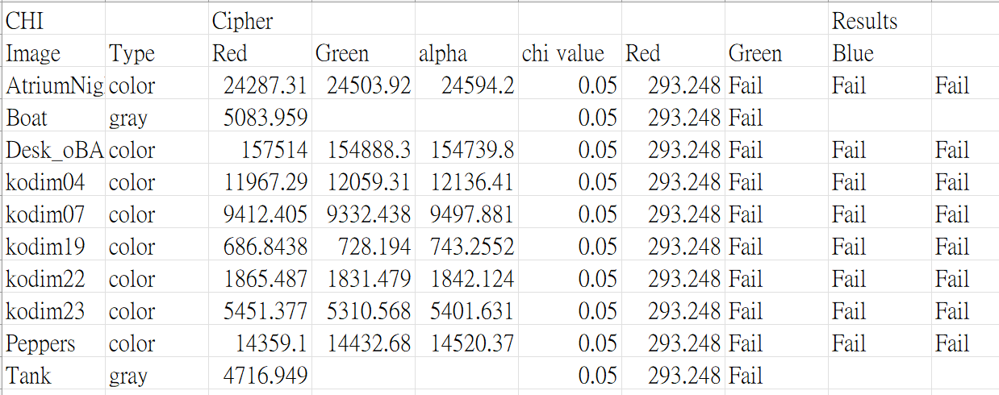 CHI Cipher Results
Image Type Red Green alpha chi value Red Green Blue
AtriumNig color 24287.31 24503.92 24594.2 0.05 293.248 Fail Fail Fail
Boat gray 5083.959 0.05 293.248 Fail
Desk_oBA color 157514 154888.3 154739.8 0.05 293.248 Fail Fail Fail
kodim04 color 11967.29 12059.31 12136.41 0.05 293.248 Fail Fail Fail
kodim07 color 9412.405 9332.438 9497.881 0.05 293.248 Fail Fail Fail
kodim19 color 686.8438 728.194 743.2552 0.05 293.248 Fail Fail Fail
kodim22 color 1865.487 1831.479 1842.124 0.05 293.248 Fail Fail Fail
kodim23 color 5451.377 5310.568 5401.631 0.05 293.248 Fail Fail Fail
Peppers color 14359.1 14432.68 14520.37 0.05 293.248 Fail Fail Fail
Tank gray 4716.949 0.05 293.248 Fail